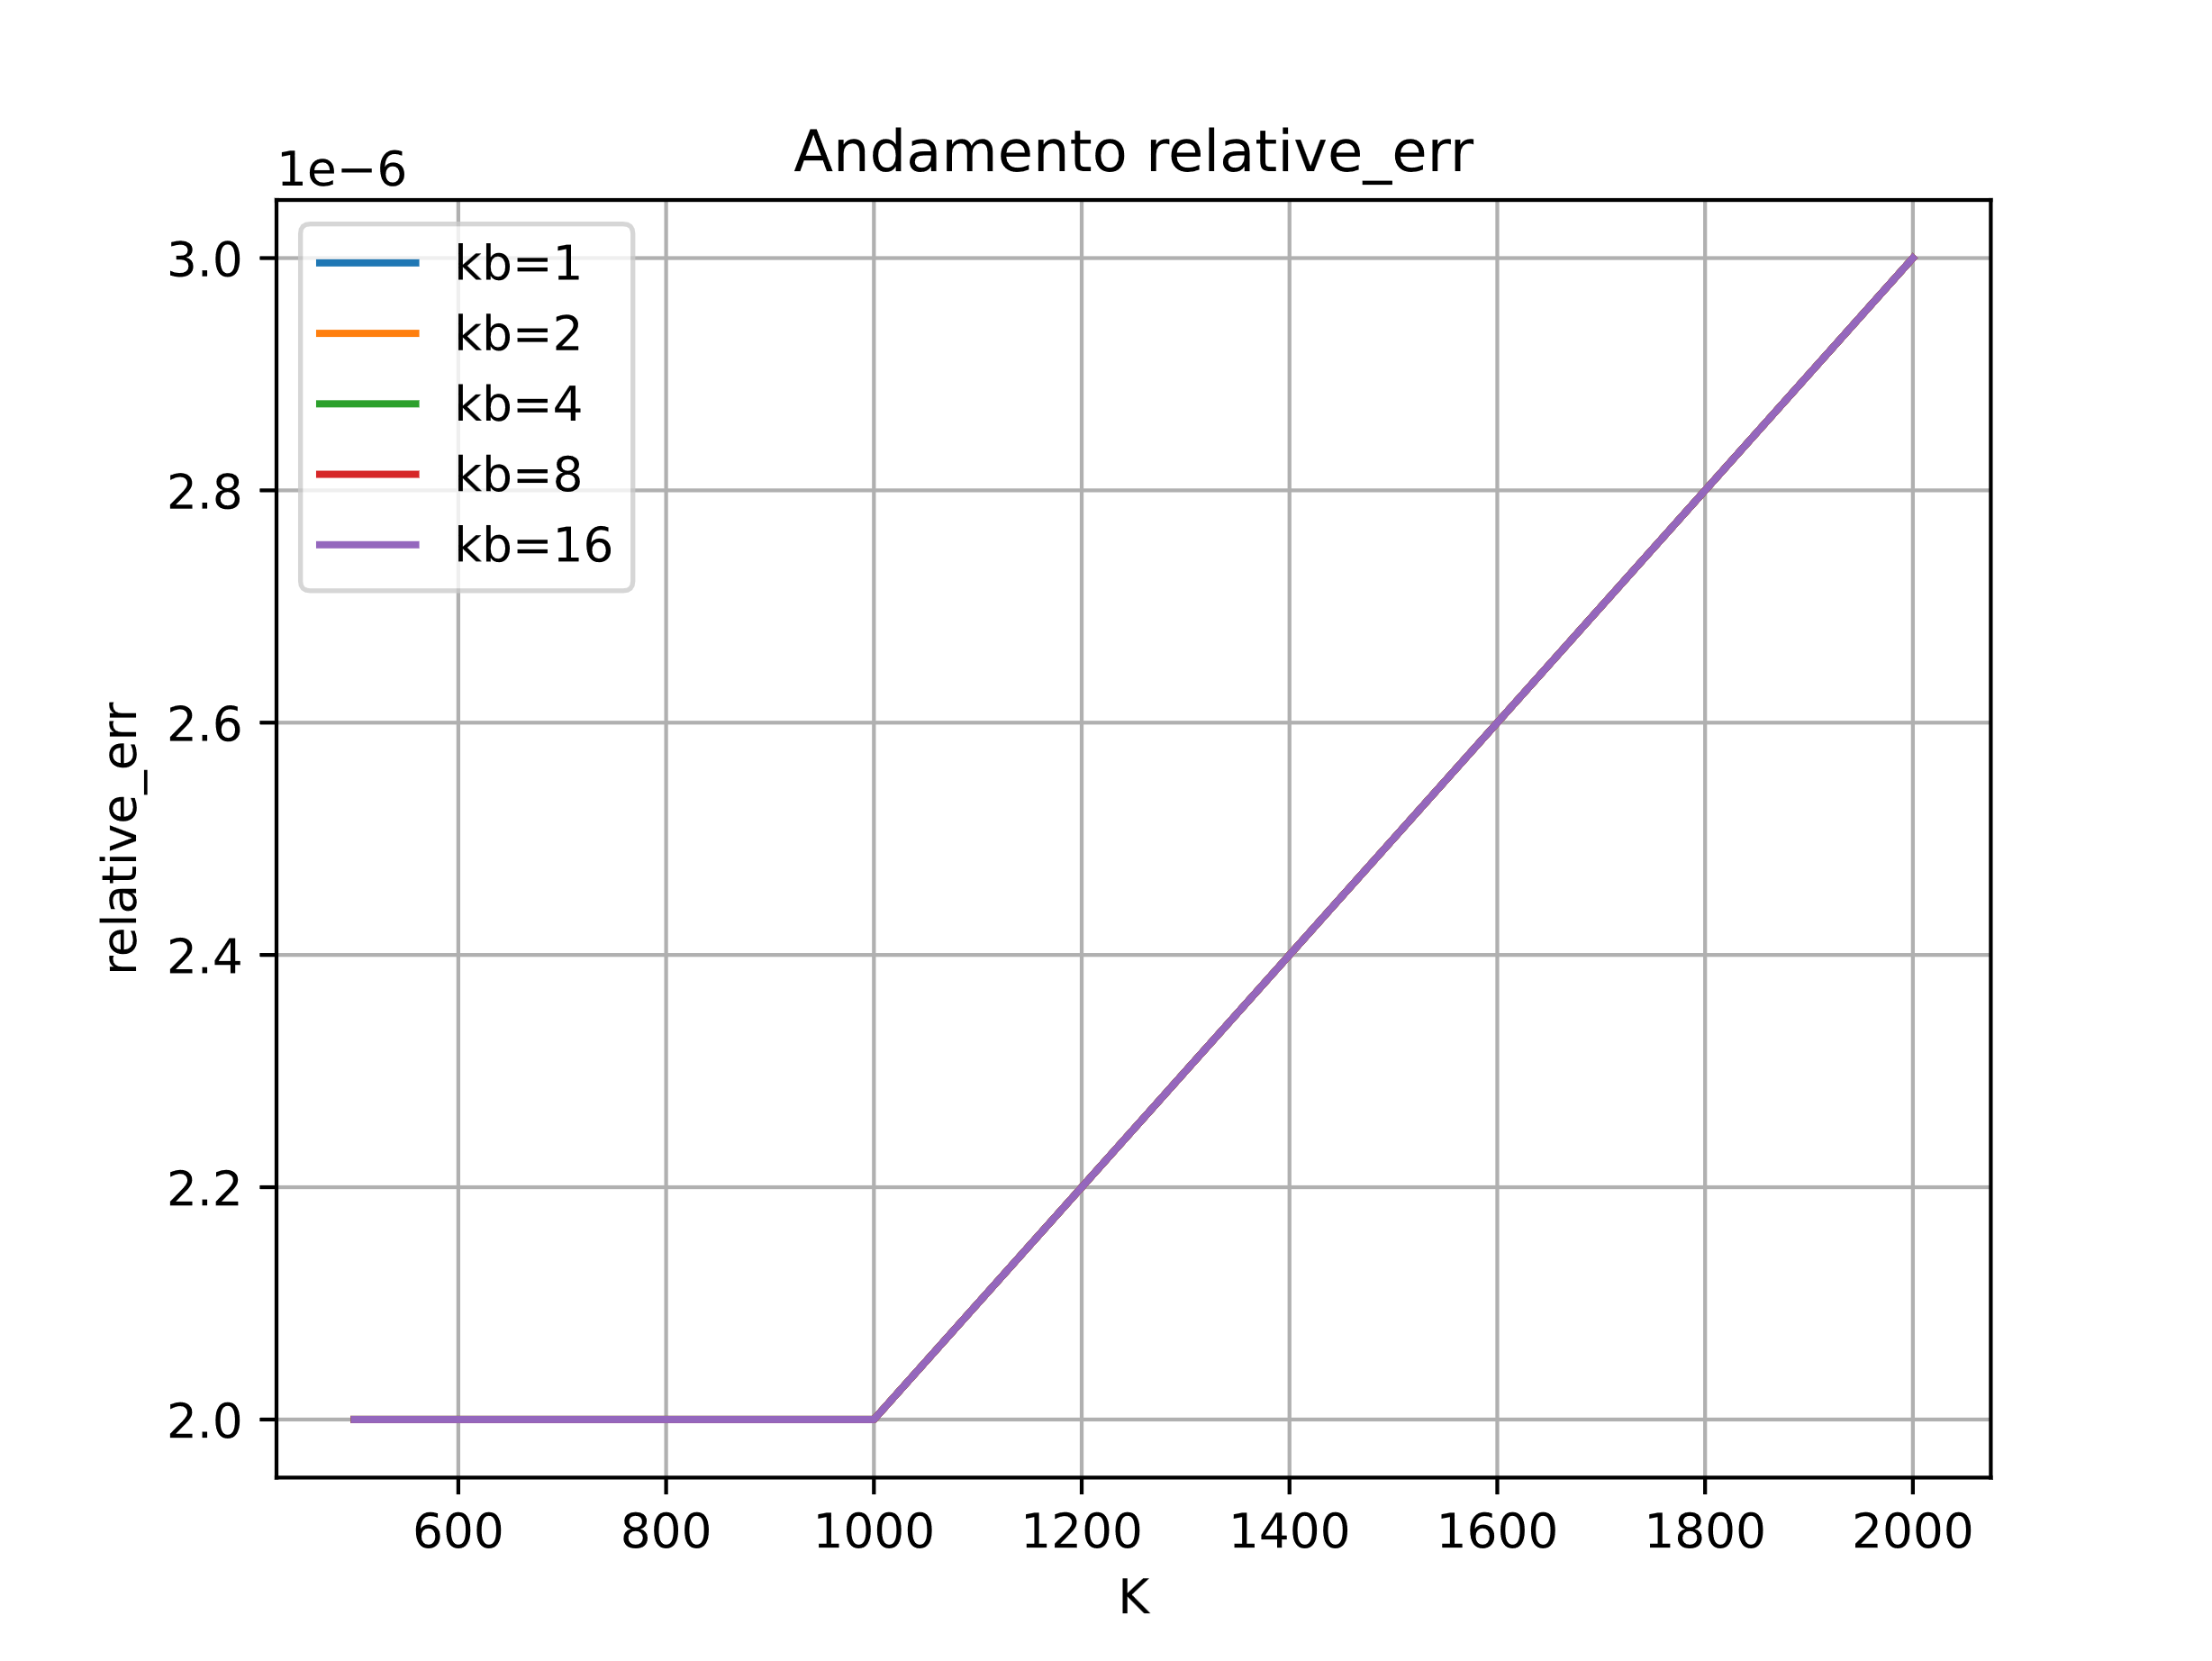 Andamento relative_err
1e−6
3.0
2.8
2.6
2.4
2.2
2.0
relative_err
kb=1
kb=2
kb=4
kb=8
kb=16
600 800 1000 1200 1400 1600 1800 2000
K